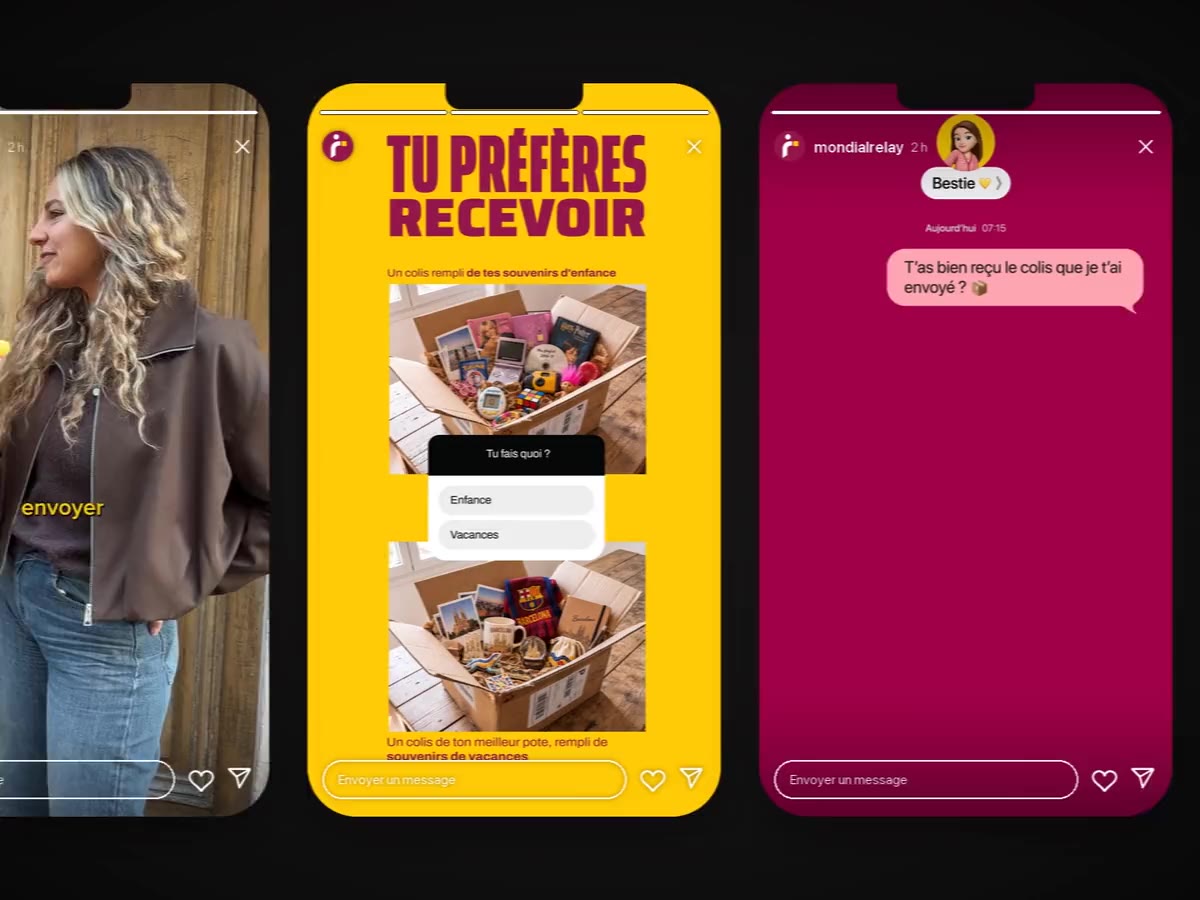 2 h
envoyer
e
TU PRÉFÈRES
RECEVOIR
Un colis rempli de tes souvenirs d'enfance
Tu fais quoi ?
Enfance
Vacances
BARCELONA
Un colis de ton meilleur pote, rempli de
souvenirs de vacances
Envoyer un message
mondialrelay 2 h
Bestie 💛 〉
Aujourd'hui 07:15
T'as bien reçu le colis que je t'ai
envoyé ? 📦
Envoyer un message